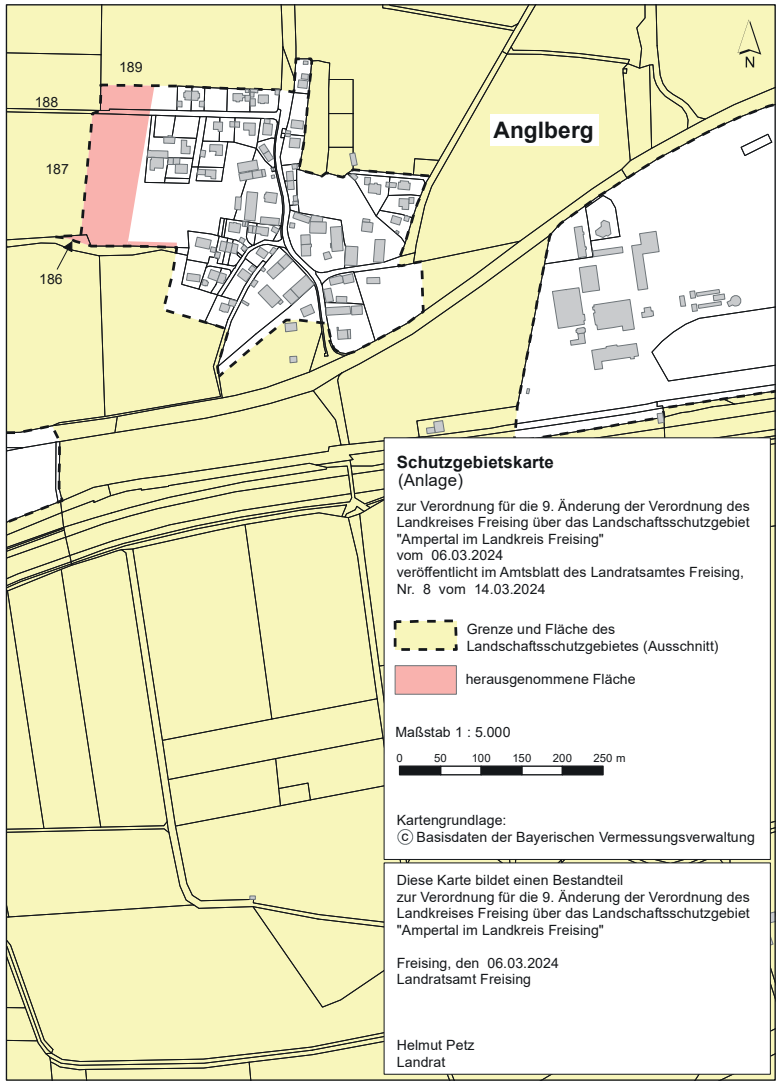 189
N
188
Anglberg
187
186
Schutzgebietskarte
(Anlage)
zur Verordnung für die 9. Änderung der Verordnung des
Landkreises Freising über das Landschaftsschutzgebiet
"Ampertal im Landkreis Freising"
vom 06.03.2024
veröffentlicht im Amtsblatt des Landratsamtes Freising,
Nr. 8 vom 14.03.2024
Grenze und Fläche des
Landschaftsschutzgebietes (Ausschnitt)
herausgenommene Fläche
Maßstab 1 : 5.000
0 50 100 150 200 250 m
Kartengrundlage:
© Basisdaten der Bayerischen Vermessungsverwaltung
Diese Karte bildet einen Bestandteil
zur Verordnung für die 9. Änderung der Verordnung des
Landkreises Freising über das Landschaftsschutzgebiet
"Ampertal im Landkreis Freising"
Freising, den 06.03.2024
Landratsamt Freising
Helmut Petz
Landrat